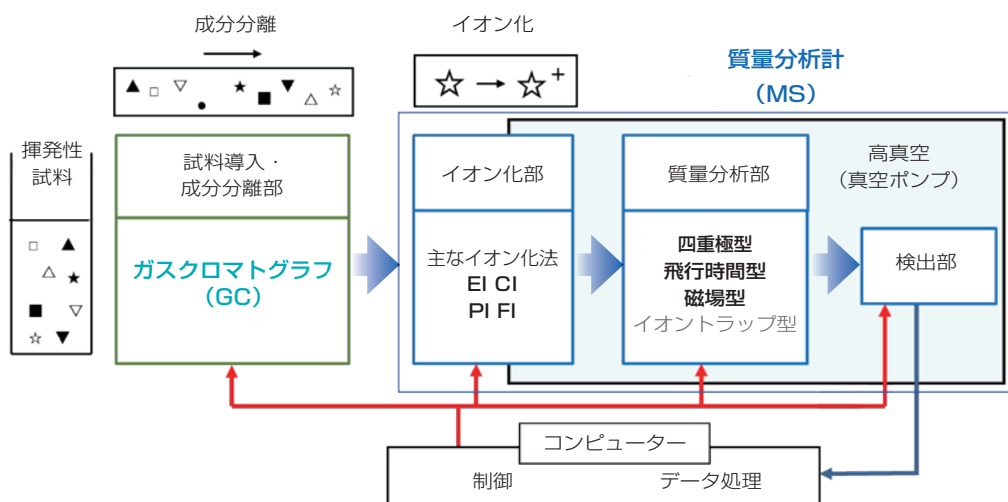 成分分離
イオン化
質量分析計
（MS）
+
揮発性
試料
試料導入・
成分分離部
イオン化部
質量分析部
高真空
（真空ポンプ）
ガスクロマトグラフ
（GC）
主なイオン化法
EI CI
PI FI
四重極型
飛行時間型
磁場型
イオントラップ型
検出部
コンピューター
制御
データ処理